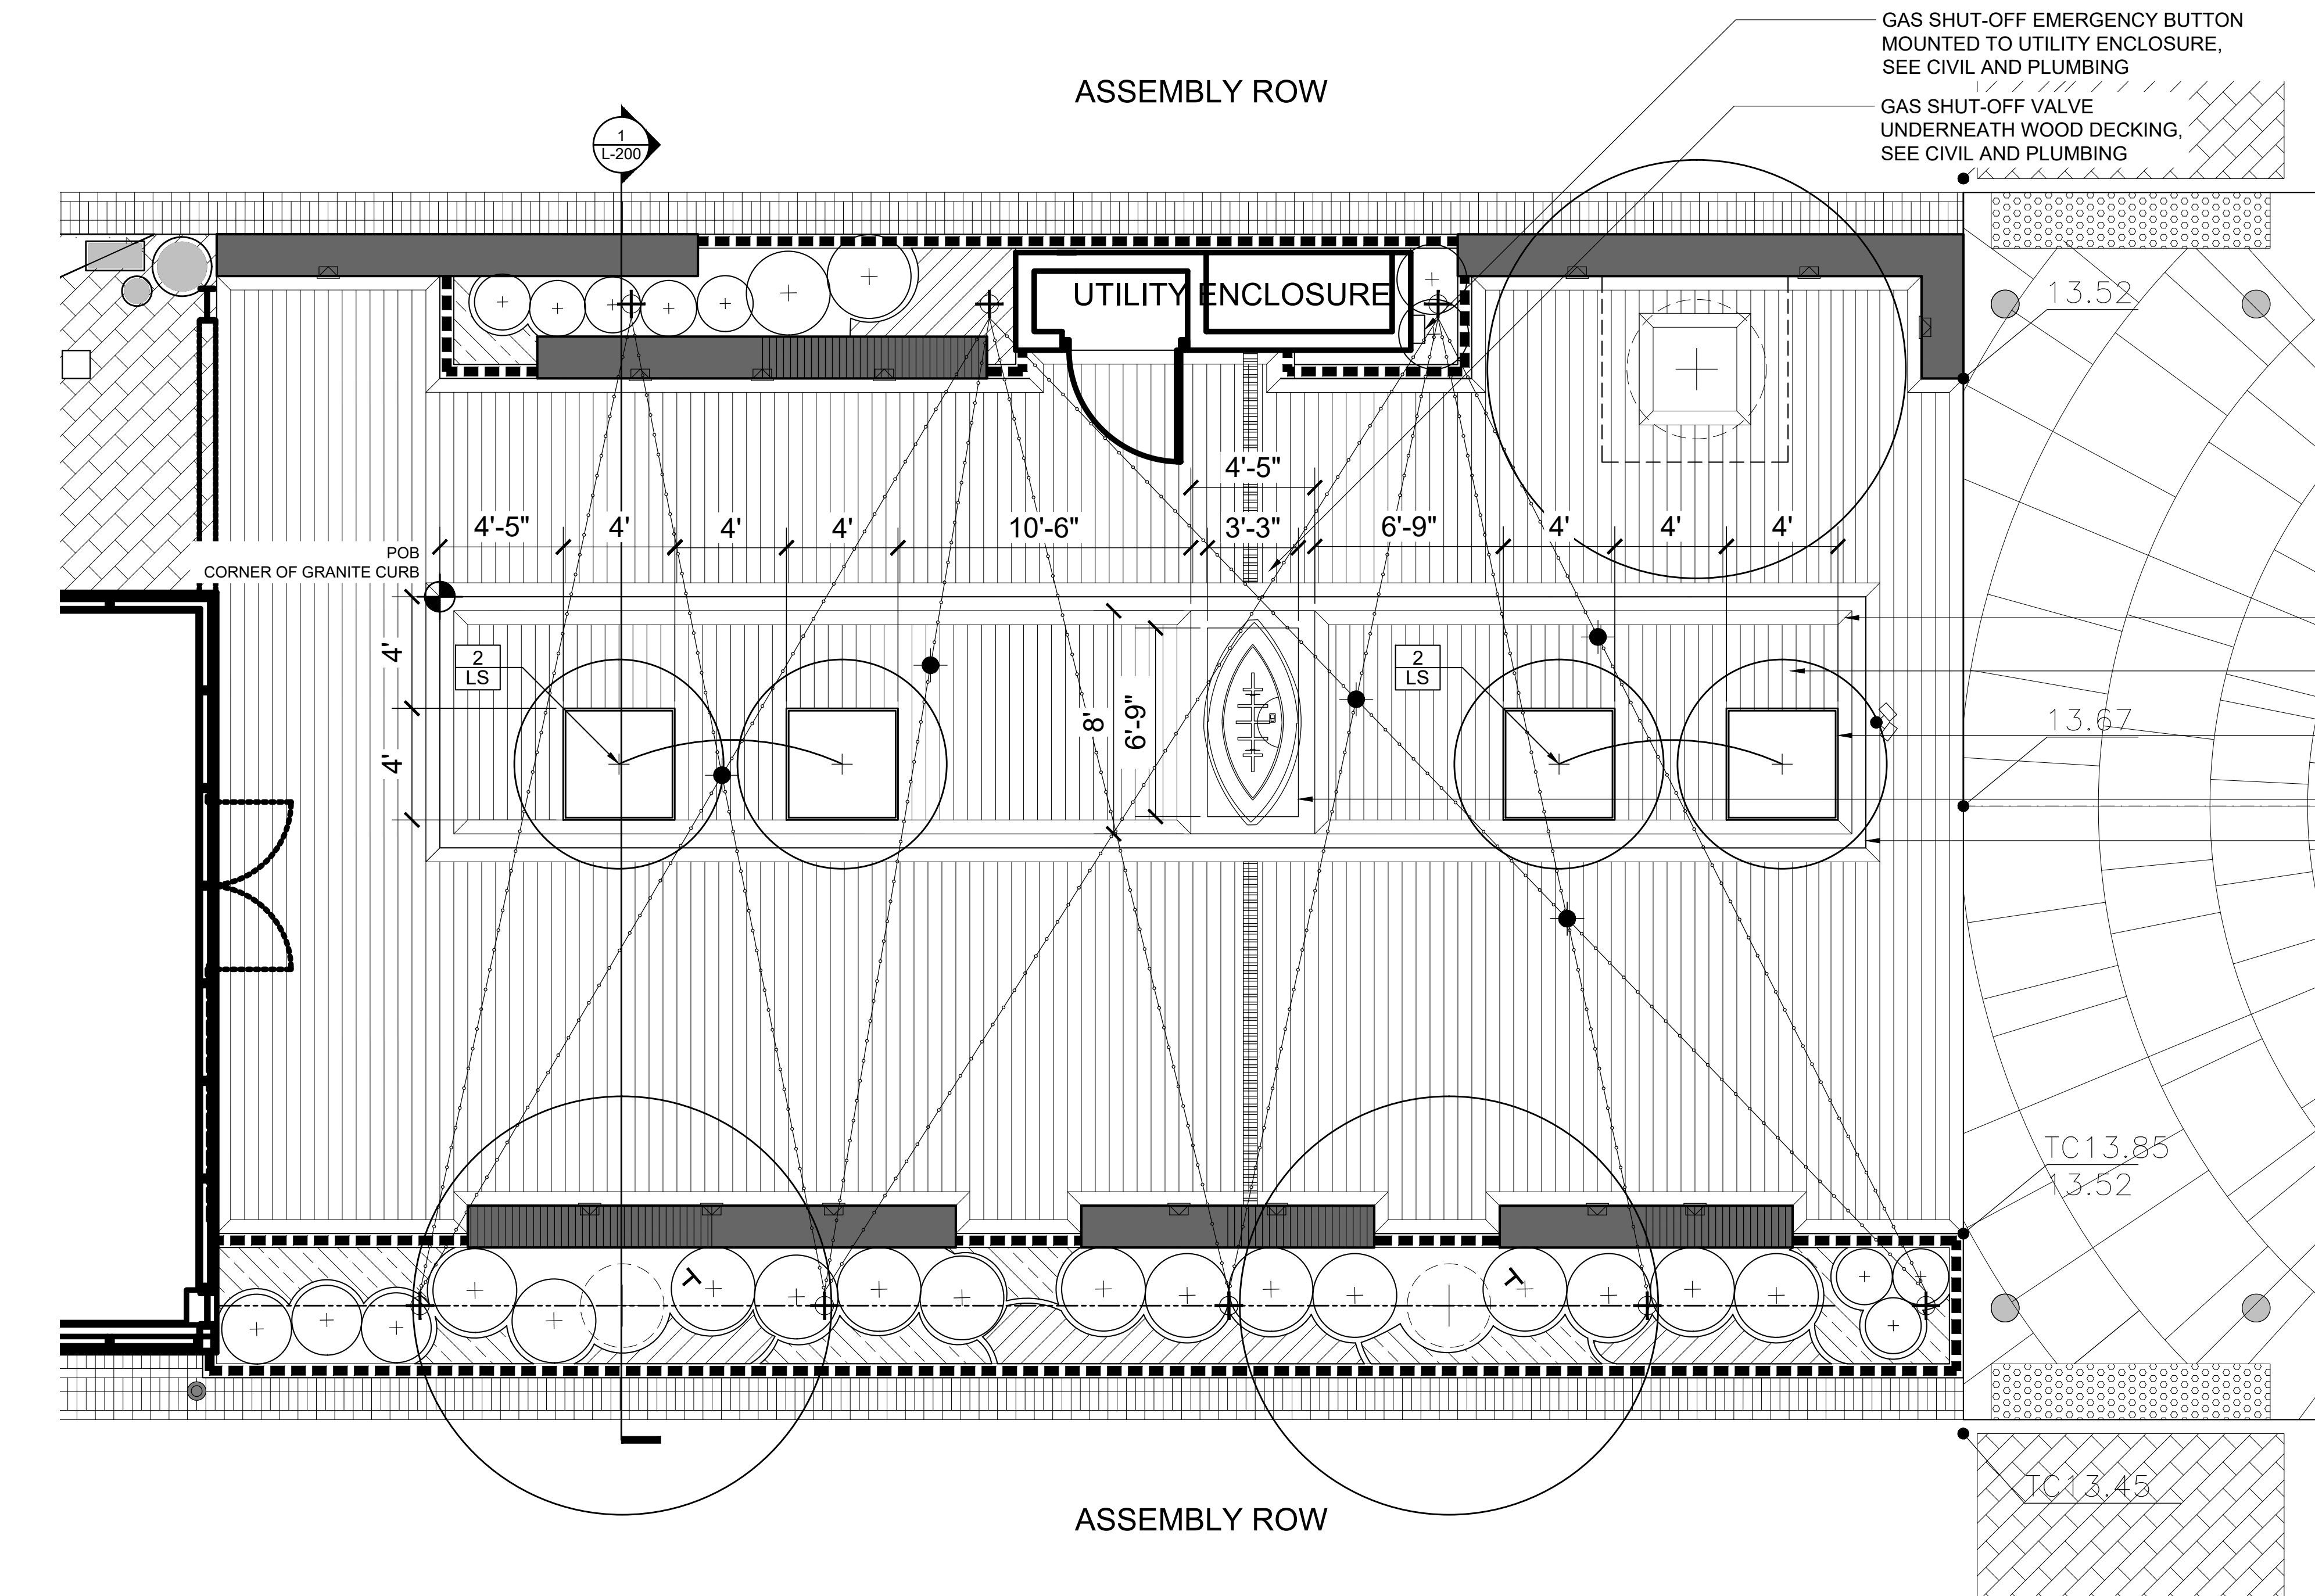 GAS SHUT-OFF EMERGENCY BUTTON
MOUNTED TO UTILITY ENCLOSURE,
SEE CIVIL AND PLUMBING
ASSEMBLY ROW
GAS SHUT-OFF VALVE
UNDERNEATH WOOD DECKING,
SEE CIVIL AND PLUMBING
1
L-200
UTILITY ENCLOSURE
13.52
4'-5"
4'-5"
4'
4'
4'
10'-6"
3'-3"
6'-9"
4'
4'
4'
POB
CORNER OF GRANITE CURB
4'
2
LS
2
LS
8'
6'-9"
13.67
4'
TC13.85
13.52
TC13.45
ASSEMBLY ROW